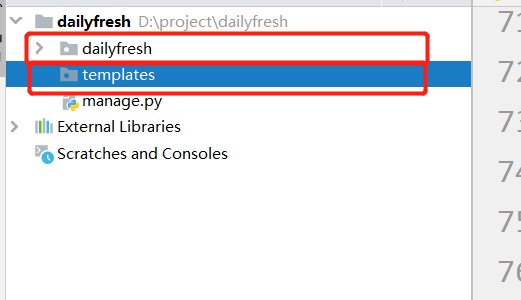 dailyfresh D:\project\dailyfresh
dailyfresh
templates
manage.py
External Libraries
Scratches and Consoles
71
72
73
74
75
76